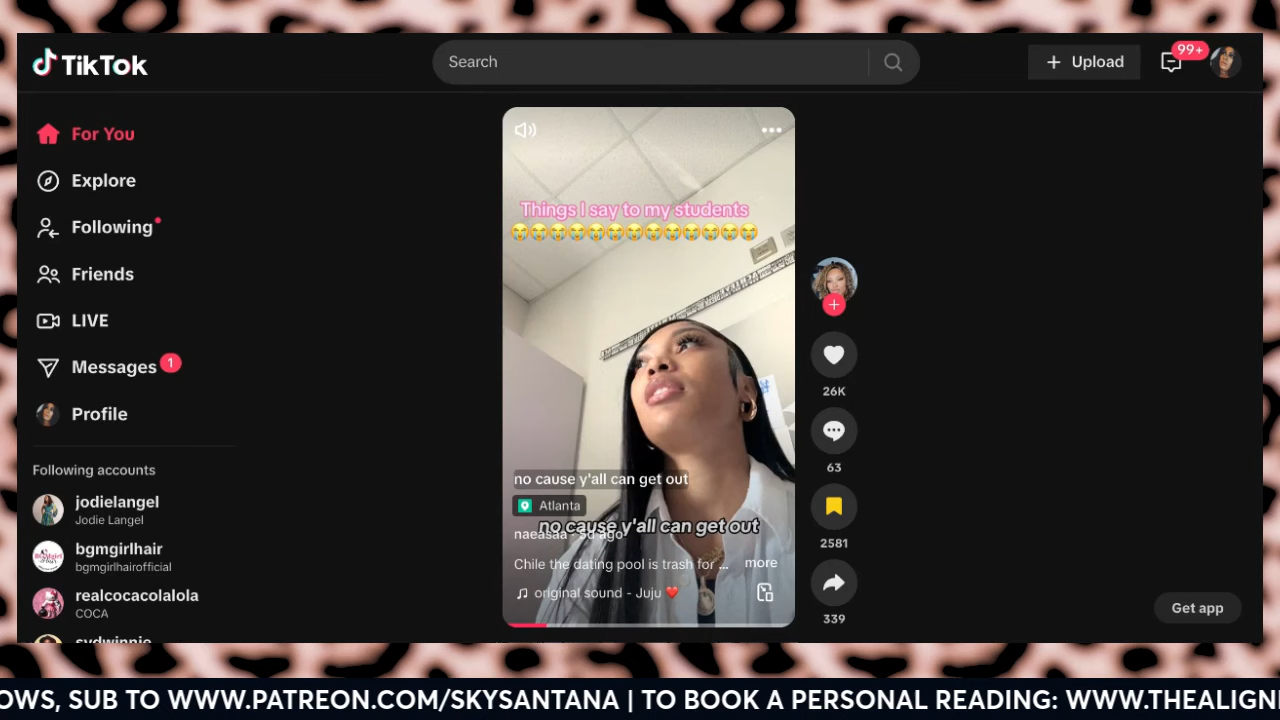 TikTok
Search
Upload
99+
For You
Explore
Following
Friends
LIVE
Messages 1
Profile
Following accounts
jodielangel
Jodie Langel
bgmgirlhair
bgmgirlhairofficial
realcocacolalola
COCA
sydwinnie
Things I say to my students
😭😭😭😭😭😭😭😭😭😭😭😭😭
no cause y'all can get out
Atlanta
no cause y'all can get out
naeasaa · 5d ago
Chile the dating pool is trash for ... more
original sound - Juju ❤️
26K
63
2581
339
Get app
OWS, SUB TO WWW.PATREON.COM/SKYSANTANA | TO BOOK A PERSONAL READING: WWW.THEALIGN